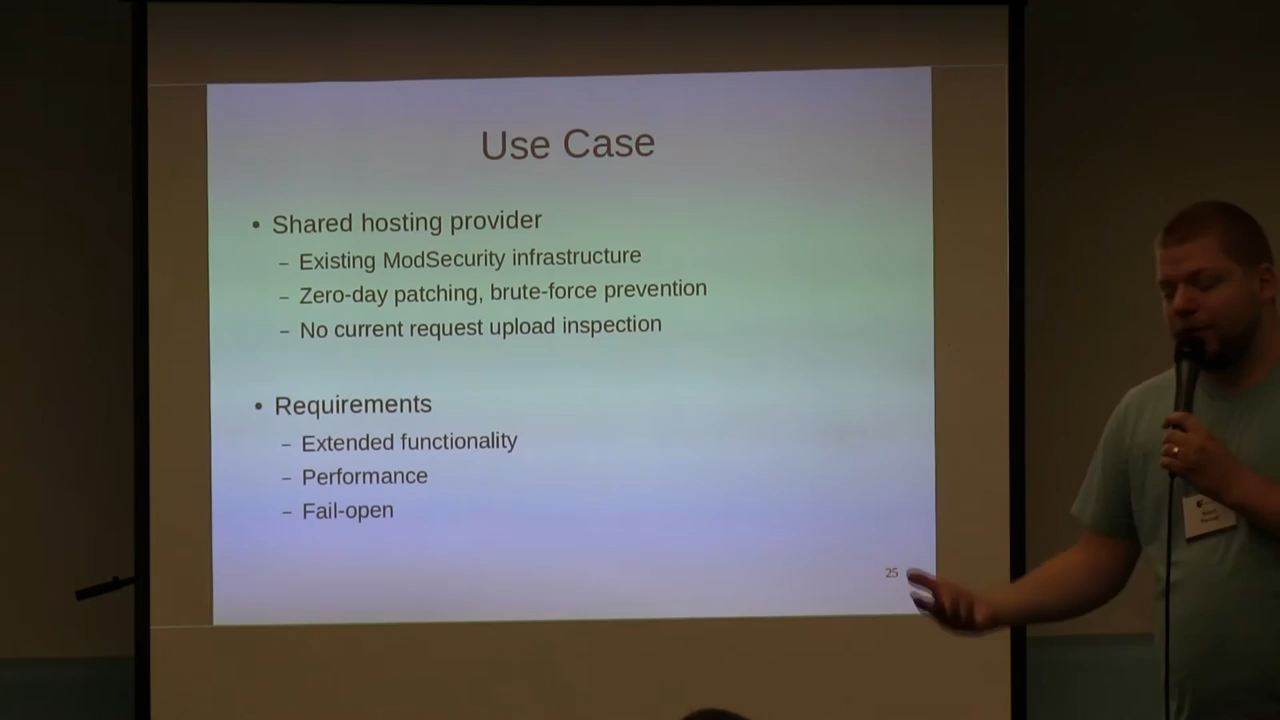 Use Case
• Shared hosting provider
– Existing ModSecurity infrastructure
– Zero-day patching, brute-force prevention
– No current request upload inspection
• Requirements
– Extended functionality
– Performance
– Fail-open
25